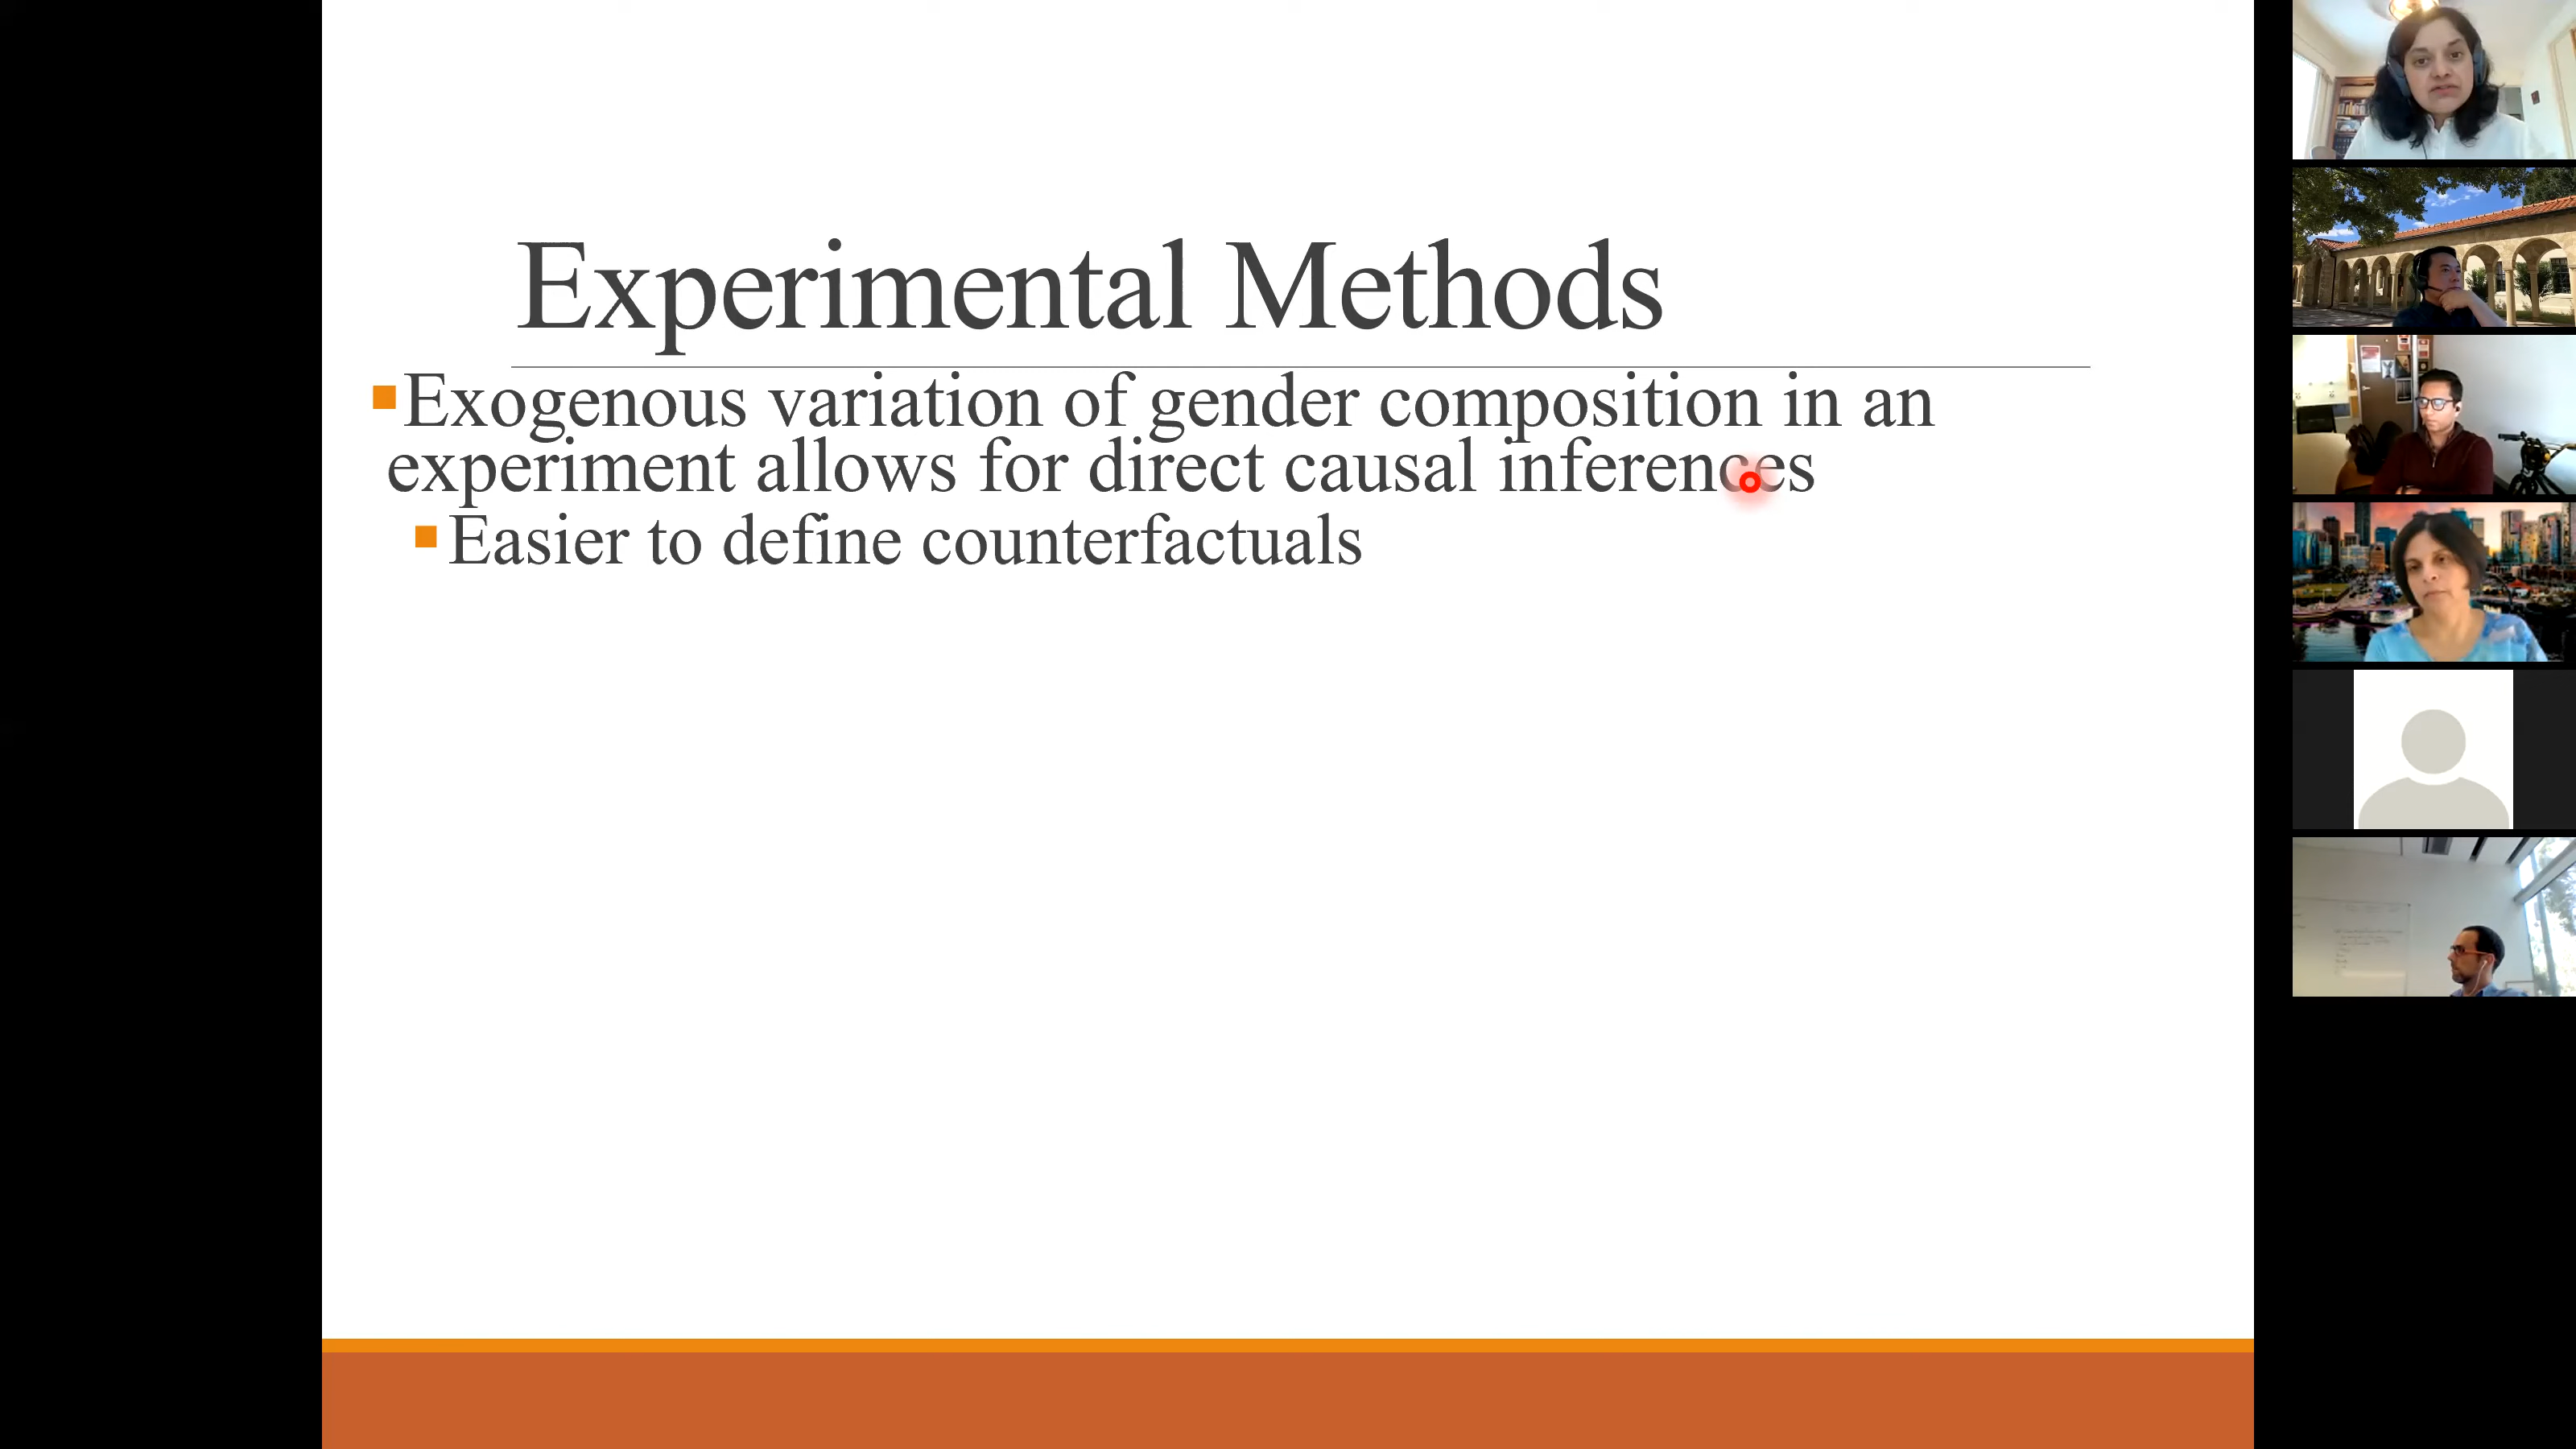 Experimental Methods
Exogenous variation of gender composition in an
experiment allows for direct causal inferences
Easier to define counterfactuals